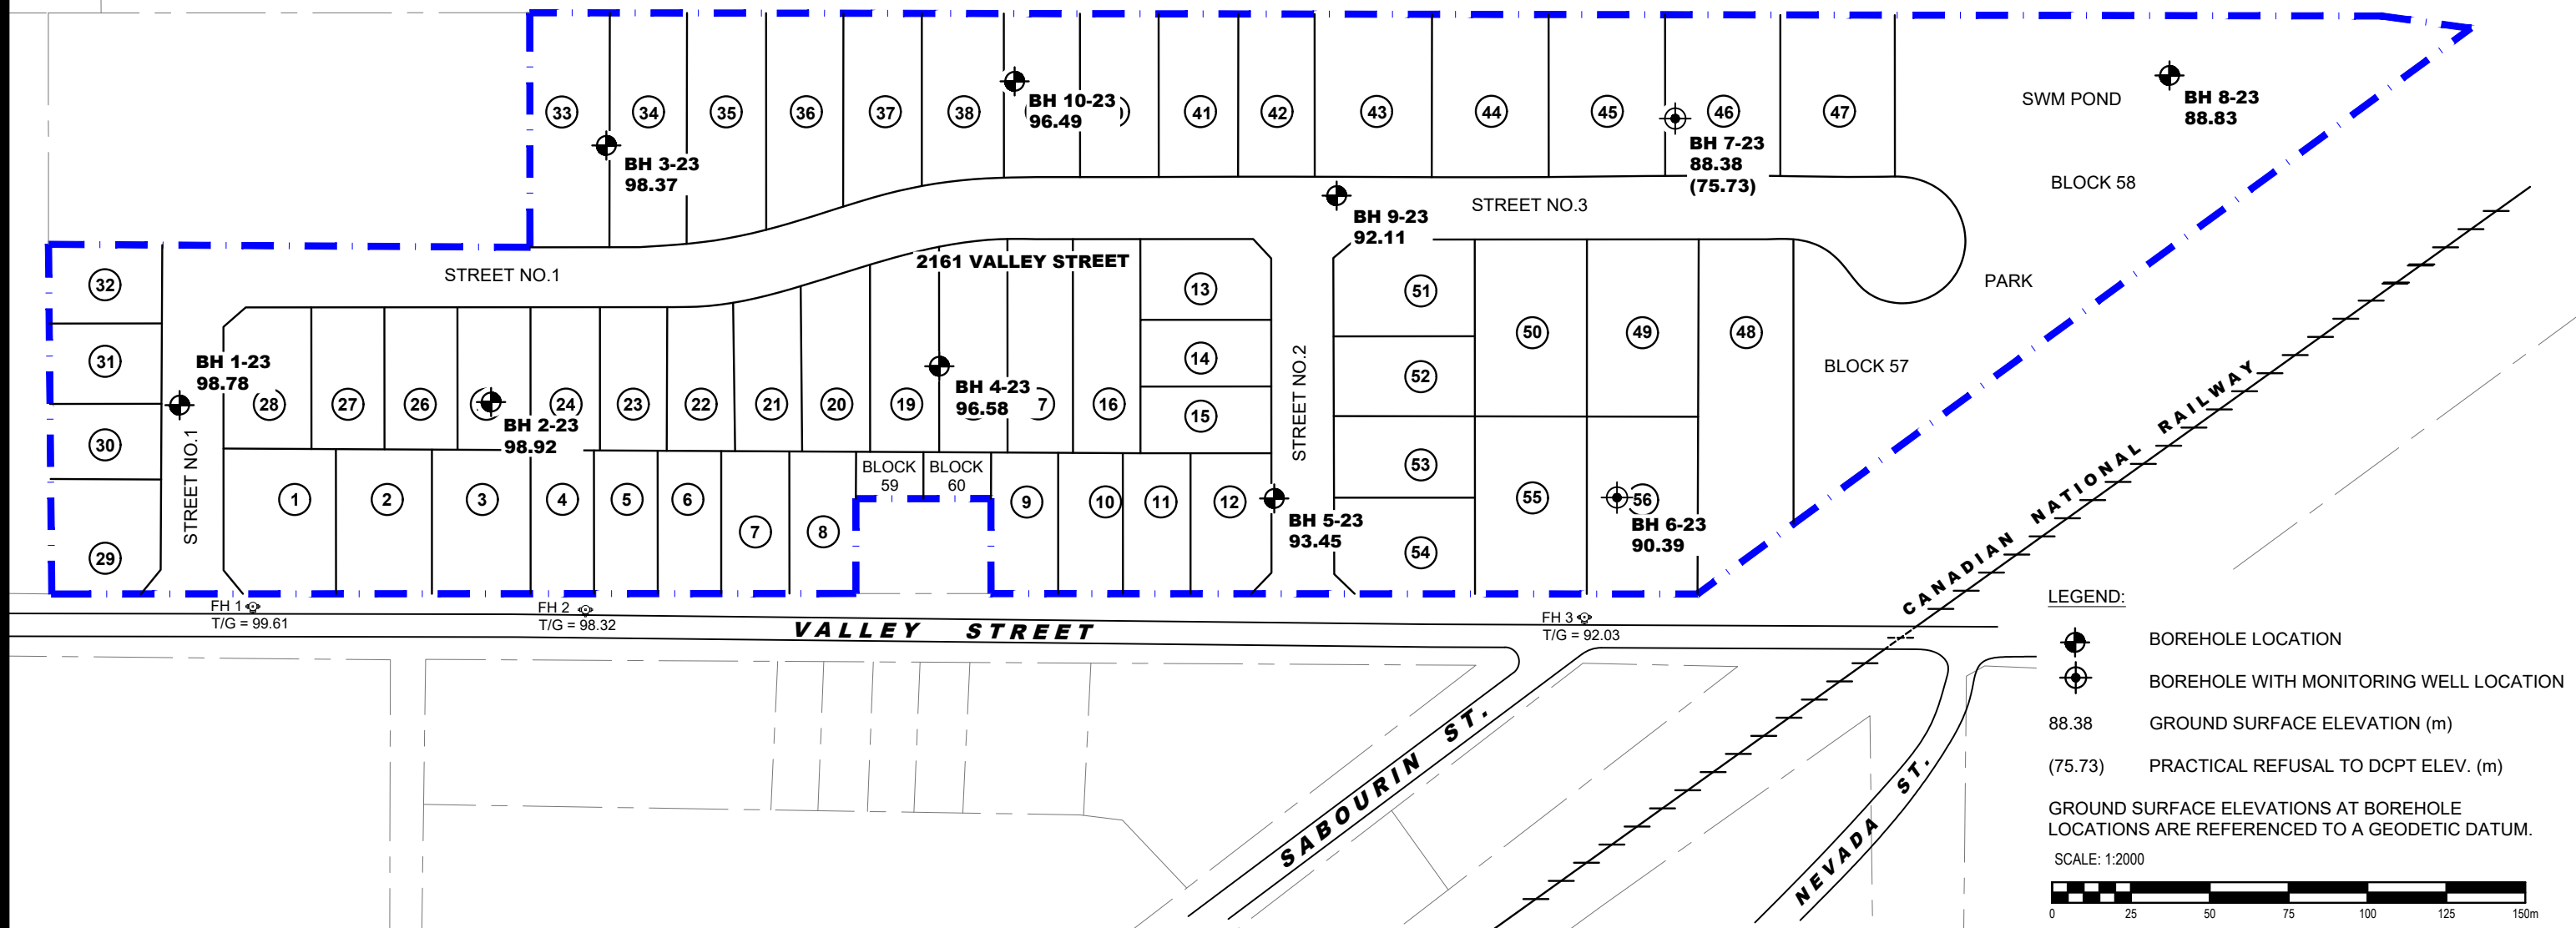 33
34
35
36
37
38
41
42
43
44
45
46
47
BH 10-23
96.49
BH 3-23
98.37
BH 7-23
88.38
(75.73)
SWM POND
BH 8-23
88.83
BLOCK 58
STREET NO.3
BH 9-23
92.11
2161 VALLEY STREET
STREET NO.1
PARK
32
31
30
29
BH 1-23
98.78
STREET NO.1
28
27
26
24
23
22
21
20
19
7
16
BH 2-23
98.92
BH 4-23
96.58
13
14
15
STREET NO.2
51
52
53
54
50
49
48
55
56
BLOCK 57
1
2
3
4
5
6
7
8
BLOCK
59
BLOCK
60
9
10
11
12
BH 5-23
93.45
BH 6-23
90.39
CANADIAN NATIONAL RAILWAY
FH 1
T/G = 99.61
FH 2
T/G = 98.32
FH 3
T/G = 92.03
VALLEY STREET
SABOURIN ST.
NEVADA ST.
LEGEND:
BOREHOLE LOCATION
BOREHOLE WITH MONITORING WELL LOCATION
88.38 GROUND SURFACE ELEVATION (m)
(75.73) PRACTICAL REFUSAL TO DCPT ELEV. (m)
GROUND SURFACE ELEVATIONS AT BOREHOLE
LOCATIONS ARE REFERENCED TO A GEODETIC DATUM.
SCALE: 1:2000
0 25 50 75 100 125 150m